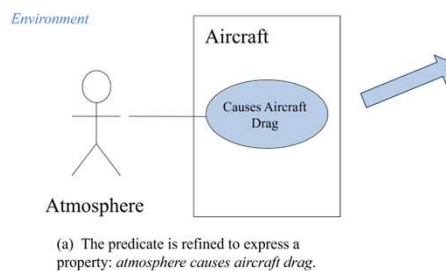 Environment
Aircraft
Causes Aircraft
Drag
Atmosphere
(a) The predicate is refined to express a
property: atmosphere causes aircraft drag.